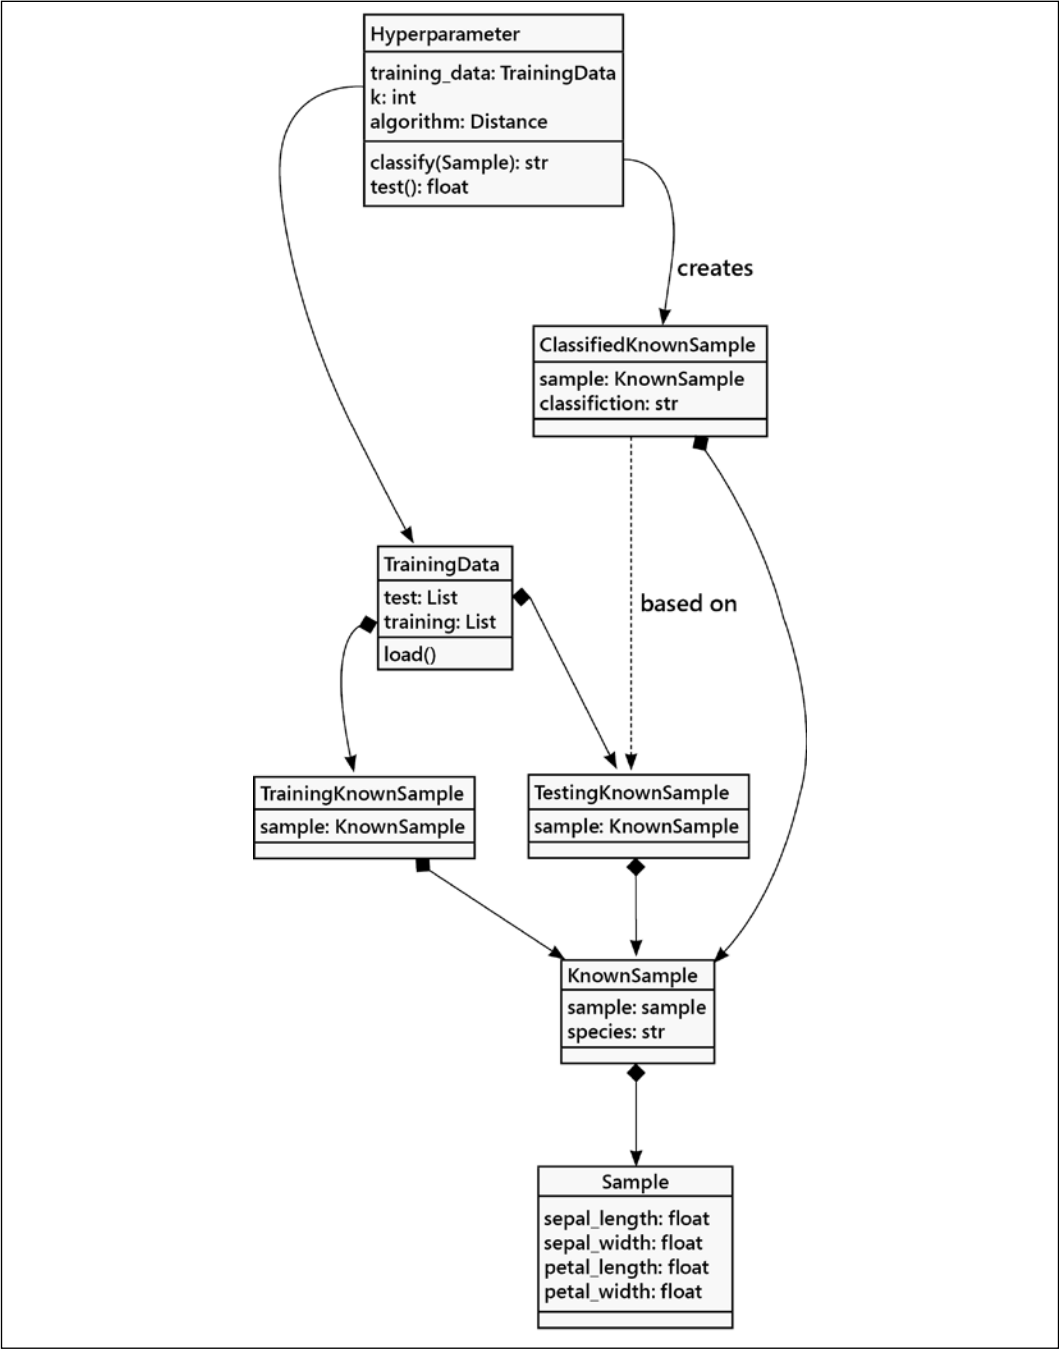 Hyperparameter
training_data: TrainingData
k: int
algorithm: Distance
classify(Sample): str
test(): float
creates
ClassifiedKnownSample
sample: KnownSample
classifiction: str
TrainingData
test: List
training: List
load()
based on
TrainingKnownSample
sample: KnownSample
TestingKnownSample
sample: KnownSample
KnownSample
sample: sample
species: str
Sample
sepal_length: float
sepal_width: float
petal_length: float
petal_width: float